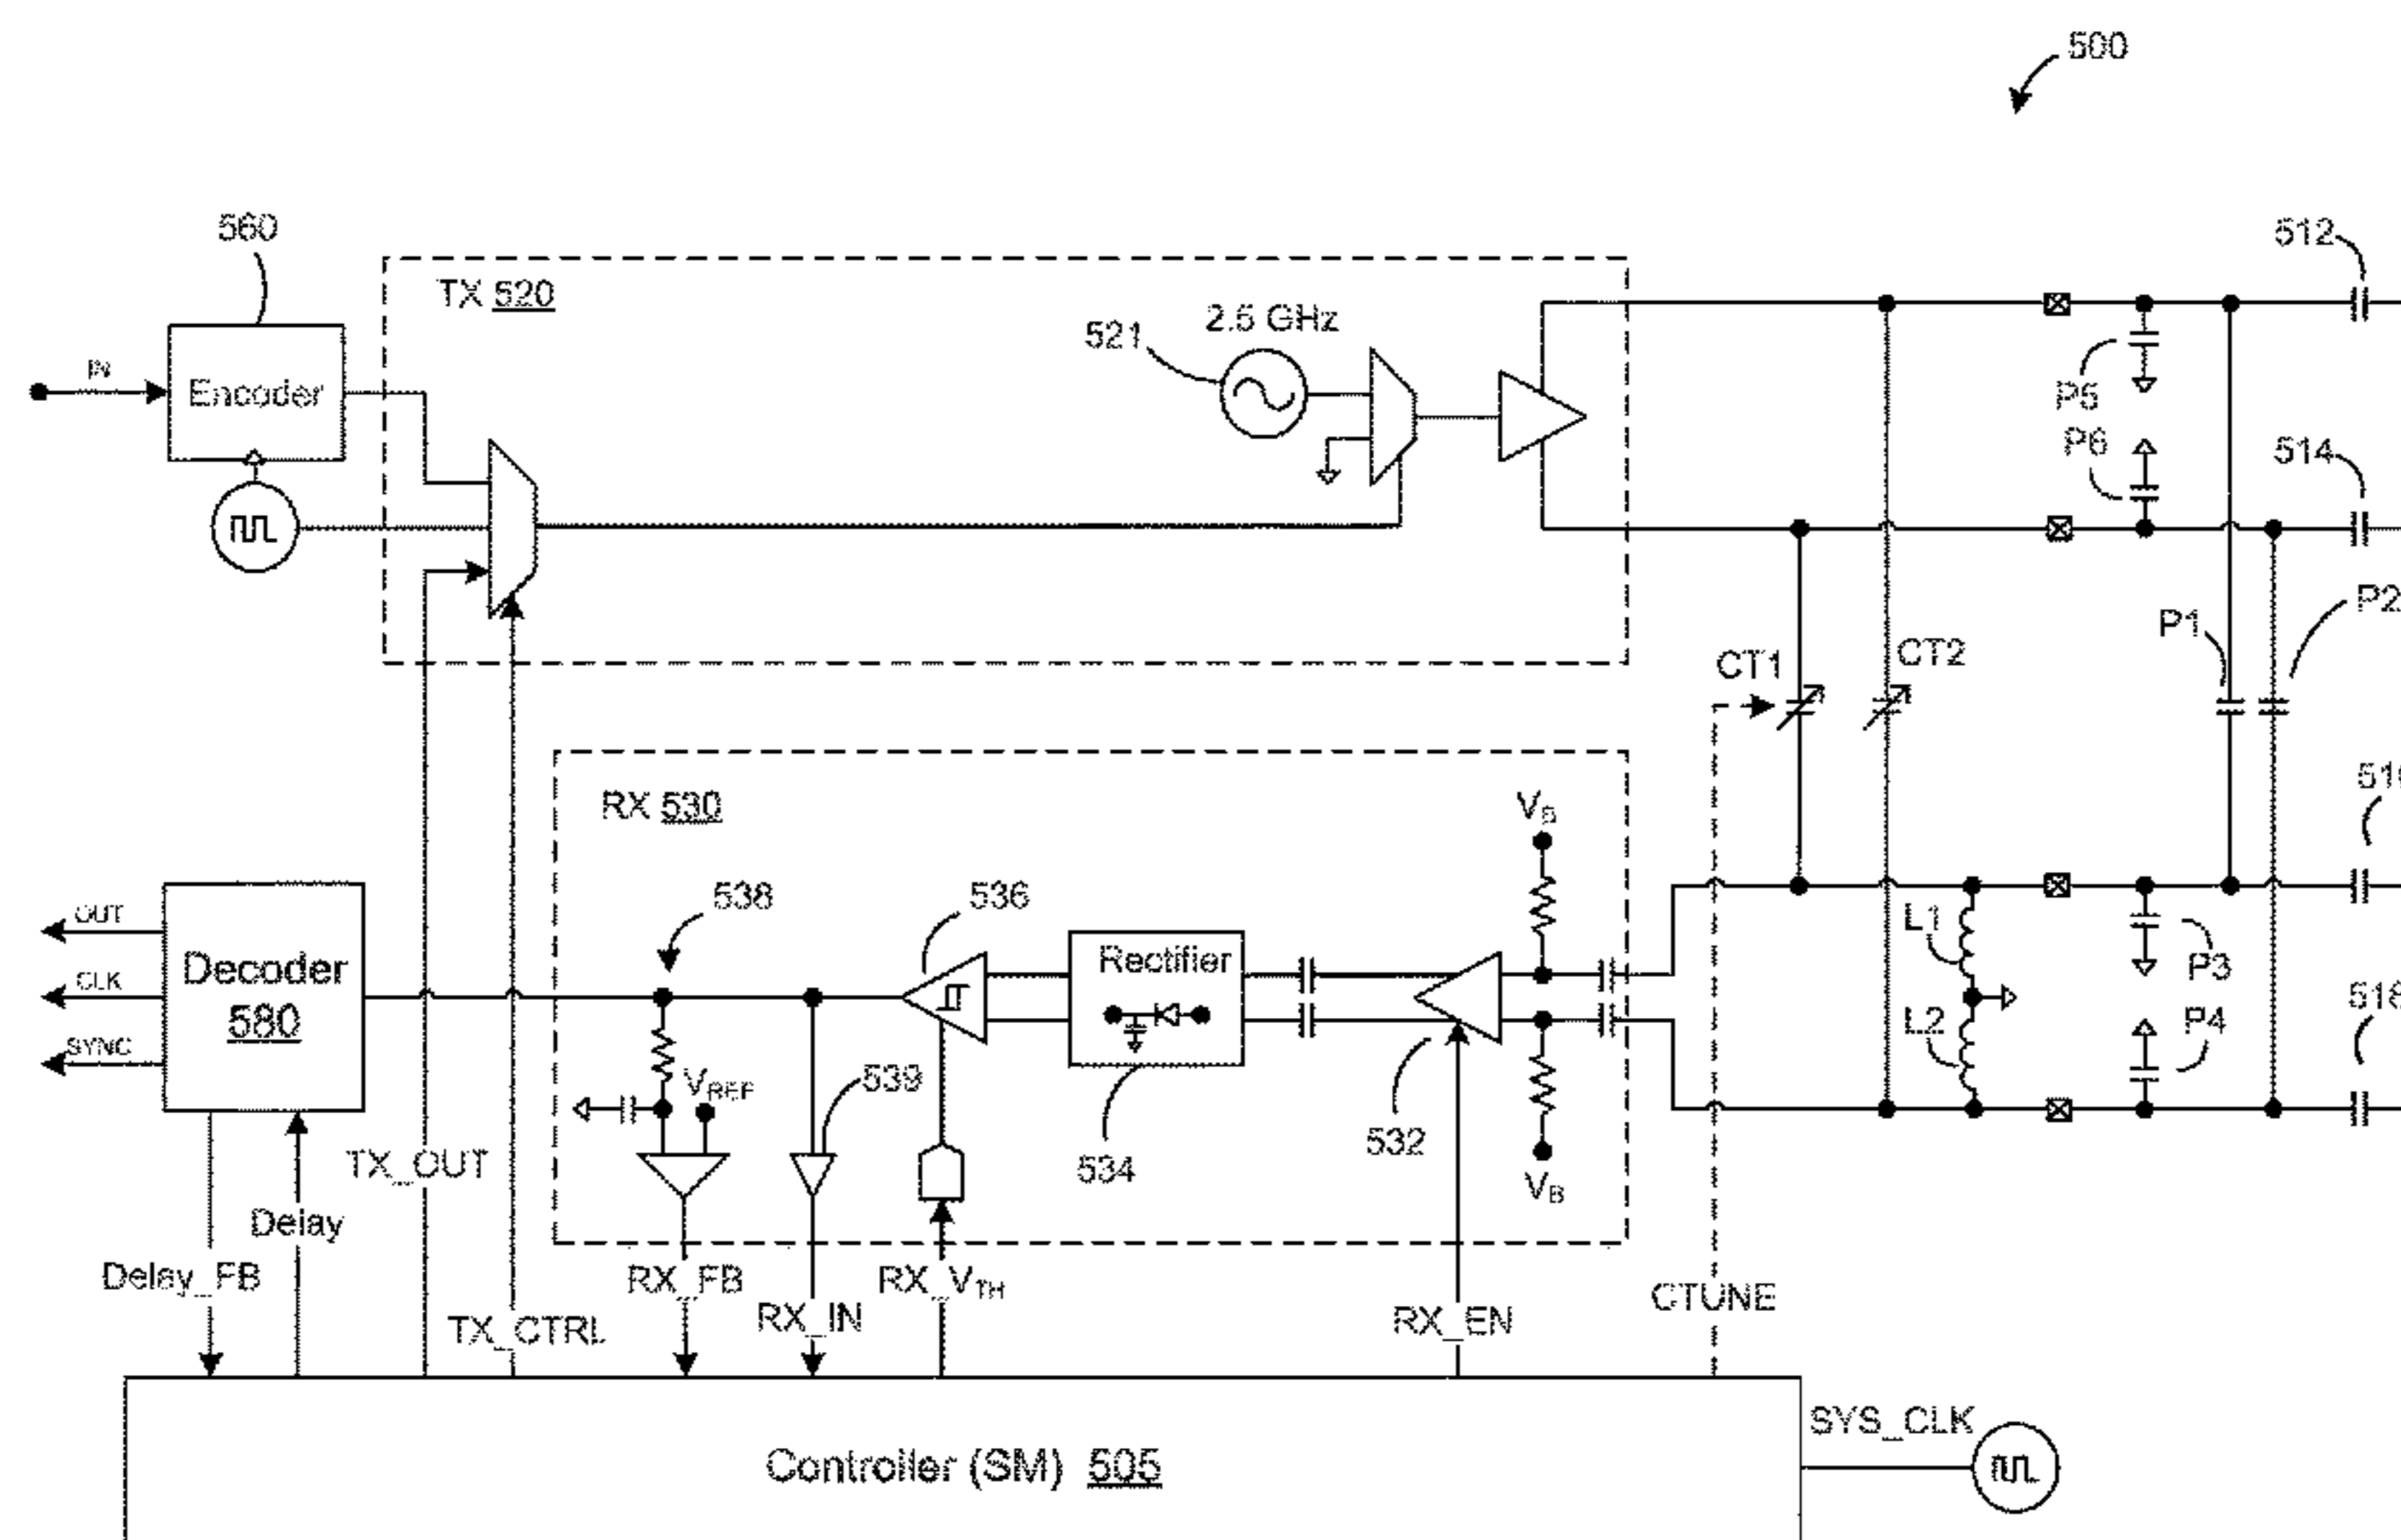 500
560
512
TX 520
2.5 GHz
521
IN
Encoder
P5
P6
514
P2
P1
CT1
CT2
RX 530
VB
538
536
OUT
Decoder
580
Rectifier
L1
P3
CLK
518
SYNC
VREF
539
L2
P4
532
534
TX_OUT
VB
Delay
Delay_FB
RX_FB
RX_VTH
CTUNE
TX_CTRL
RX_IN
RX_EN
SYS_CLK
Controller (SM) 505